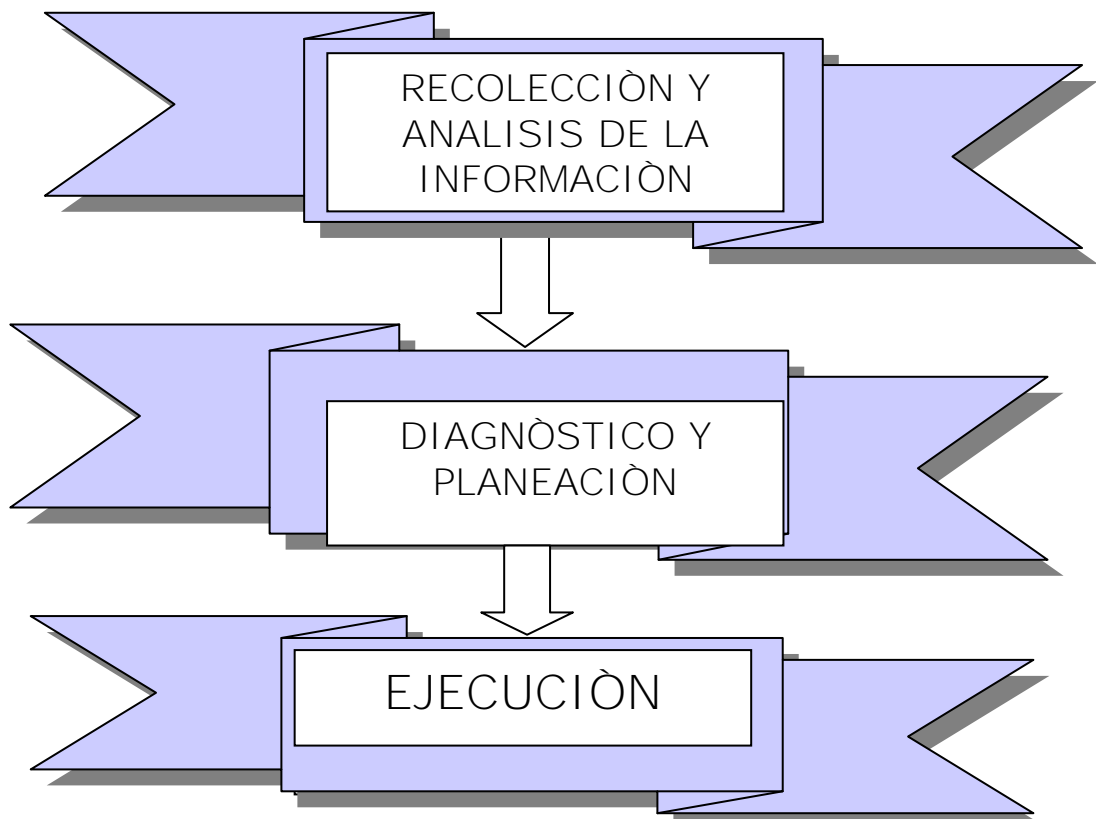 RECOLECCIÒN Y
ANALISIS DE LA
INFORMACIÒN
DIAGNÒSTICO Y
PLANEACIÒN
EJECUCIÒN